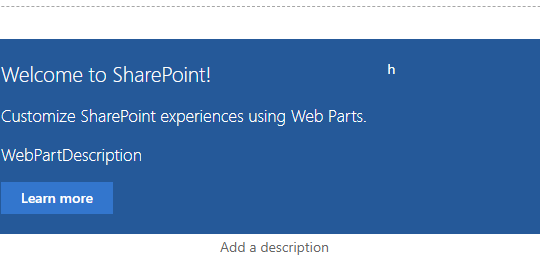 Welcome to SharePoint!
h
Customize SharePoint experiences using Web Parts.
WebPartDescription
Learn more
Add a description